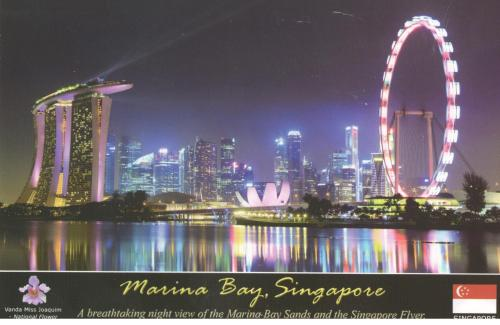 Marina Bay, Singapore
Vanda Miss Joaquim
- National Flower
A breathtaking night view of the Marina Bay Sands and the Singapore Flyer.
SINGAPORE